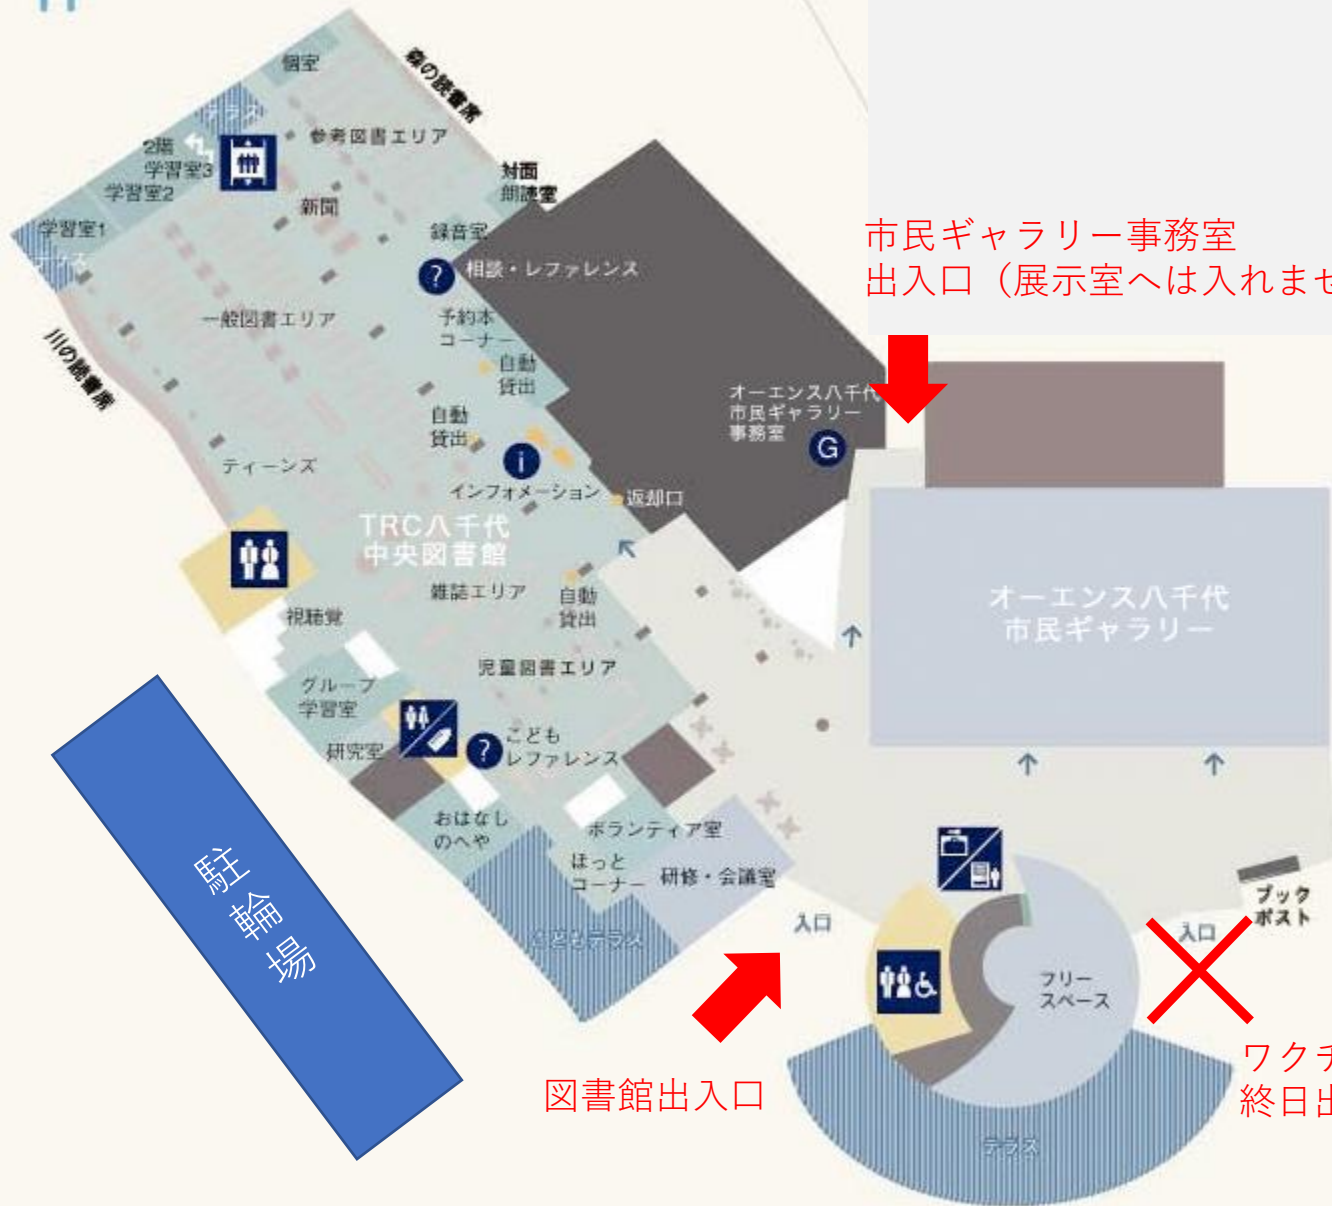 個室
森の読書席
テラス
参考図書エリア
2階
学習室3
学習室2
対面
朗読室
新聞
学習室1
テラス
録音室
?
相談・レファレンス
市民ギャラリー事務室
出入口（展示室へは入れませ
一般図書エリア
予約本
コーナー
自動
貸出
川の読書席
オーエンス八千代
市民ギャラリー
事務室
G
自動
貸出
ティーンズ
i
インフォメーション
返却口
TRC八千代
中央図書館
雑誌エリア
自動
貸出
オーエンス八千代
市民ギャラリー
視聴覚
児童図書エリア
グループ
学習室
研究室
?
こども
レファレンス
おはなし
のへや
ボランティア室
ほっと
コーナー
研修・会議室
駐輪場
こどもテラス
入口
ブック
ポスト
入口
フリー
スペース
図書館出入口
ワクチ
終日出
テラス